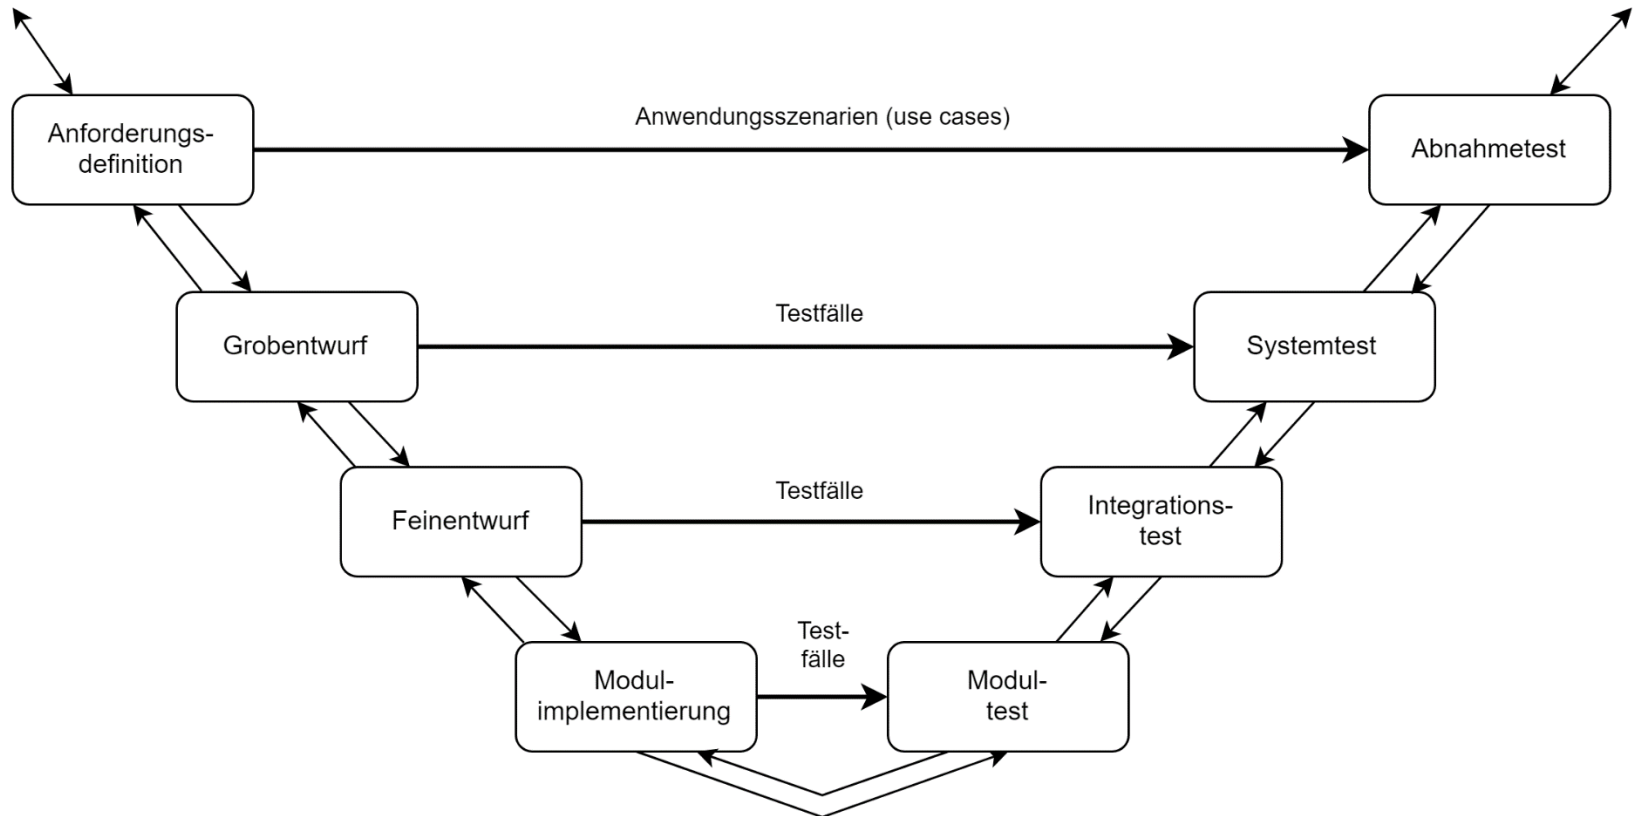 Anwendungsszenarien (use cases)
Anforderungs-
definition
Abnahmetest
Testfälle
Grobentwurf
Systemtest
Testfälle
Feinentwurf
Integrations-
test
Test-
fälle
Modul-
implementierung
Modul-
test